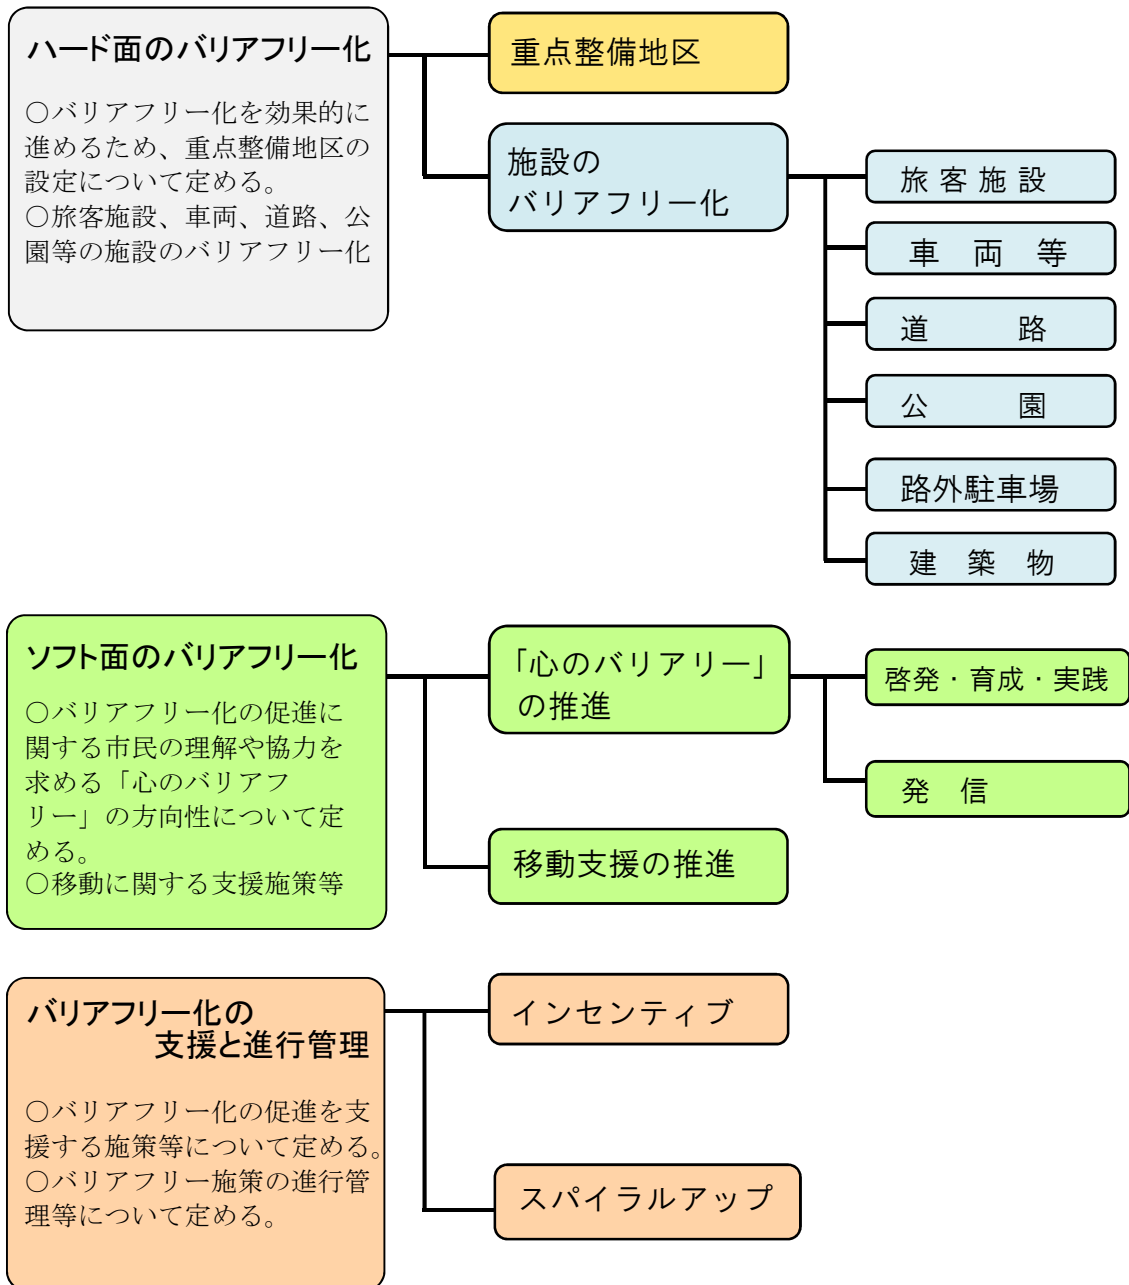 ハード面のバリアフリー化
○バリアフリー化を効果的に
進めるため、重点整備地区の
設定について定める。
○旅客施設、車両、道路、公
園等の施設のバリアフリー化
重点整備地区
施設の
バリアフリー化
旅客施設
車両等
道路
公園
路外駐車場
建築物
ソフト面のバリアフリー化
○バリアフリー化の促進に
関する市民の理解や協力を
求める「心のバリアフ
リー」の方向性について定
める。
○移動に関する支援施策等
「心のバリアリー」
の推進
啓発・育成・実践
発信
移動支援の推進
バリアフリー化の
支援と進行管理
○バリアフリー化の促進を支
援する施策等について定める。
○バリアフリー施策の進行管
理等について定める。
インセンティブ
スパイラルアップ